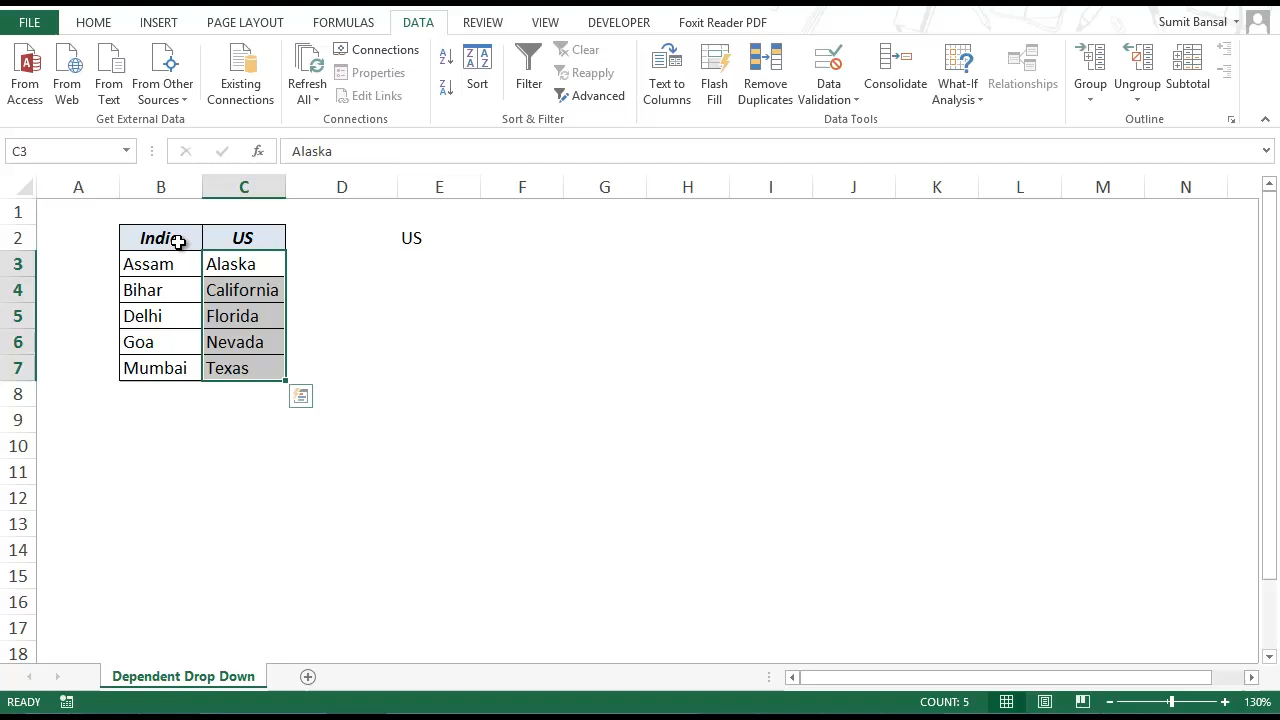 FILE HOME INSERT PAGE LAYOUT FORMULAS DATA REVIEW VIEW DEVELOPER Foxit Reader PDF Sumit Bansal
From Access
From Web
From Text
From Other Sources
Existing Connections
Get External Data
Refresh All
Connections
Properties
Edit Links
Connections
Sort
Filter
Clear
Reapply
Advanced
Sort & Filter
Text to Columns
Flash Fill
Remove Duplicates
Data Validation
Consolidate
What-If Analysis
Relationships
Data Tools
Group
Ungroup
Subtotal
Outline
C3 fx Alaska
A B C D E F G H I J K L M N
1
2 India US US
3 Assam Alaska
4 Bihar California
5 Delhi Florida
6 Goa Nevada
7 Mumbai Texas
8
9
10
11
12
13
14
15
16
17
18
Dependent Drop Down
READY COUNT: 5 130%